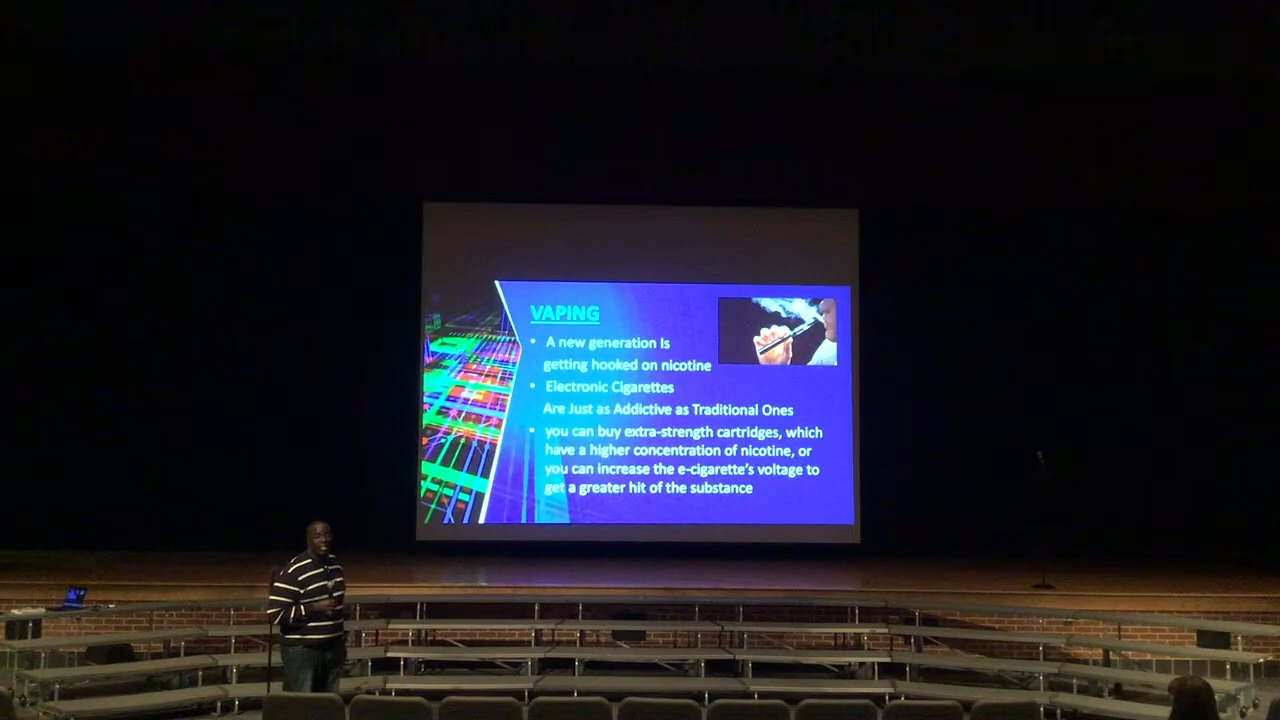 VAPING
• A new generation Is
getting hooked on nicotine
• Electronic Cigarettes
Are Just as Addictive as Traditional Ones
• you can buy extra-strength cartridges, which
have a higher concentration of nicotine, or
you can increase the e-cigarette's voltage to
get a greater hit of the substance